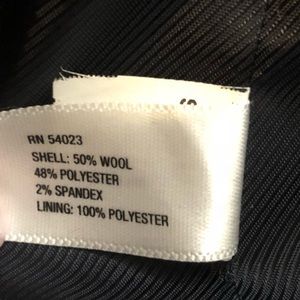 RN 54023
SHELL: 50% WOOL
48% POLYESTER
2% SPANDEX
LINING: 100% POLYESTER